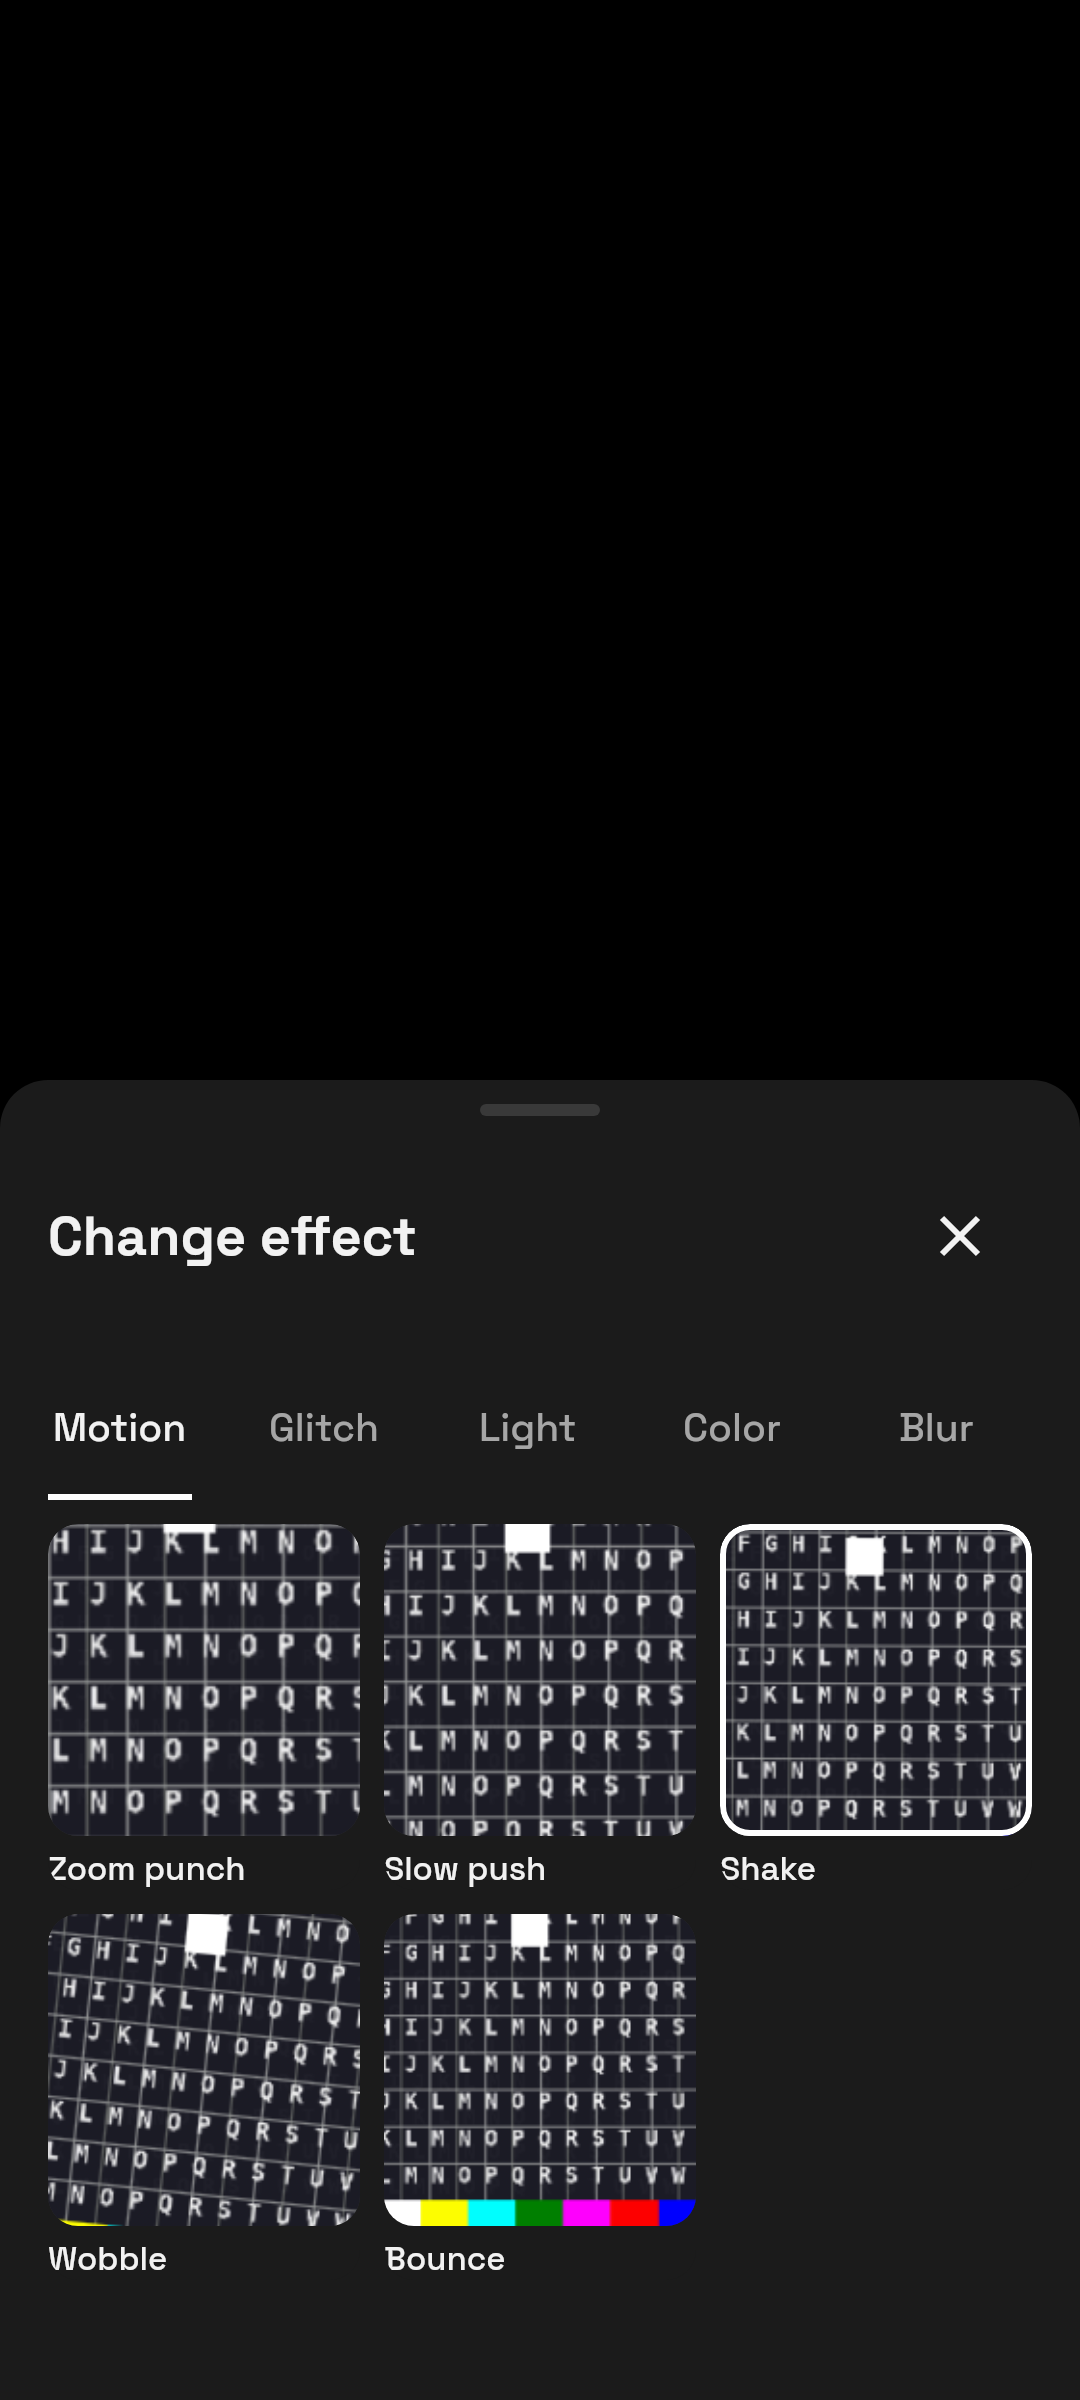 Change effect
Motion Glitch Light Color Blur
H I J K L M N O
I J K L M N O P
J K L M N O P Q
K L M N O P Q R S
L M N O P Q R S
M N O P Q R S T
G H I J K L M N O P
H I J K L M N O P Q
I J K L M N O P Q R
J K L M N O P Q R S
K L M N O P Q R S T
L M N O P Q R S T U
N O P Q R S T U V
F G H I L M N O P
G H I J K L M N O P Q
H I J K L M N O P Q R
I J K L M N O P Q R S
J K L M N O P Q R S T
K L M N O P Q R S T U
L M N O P Q R S T U V
M N O P Q R S T U V W
Zoom punch
Slow push
Shake
H I L M N O
G H I J K L M N O P
H I J K L M N O P Q
I J K L M N O P Q R S
J K L M N O P Q R S T
K L M N O P Q R S T U
L M N O P Q R S T U V
N O P Q R S T U V W
F G H I L M N O P
F G H I J K L M N O P Q
G H I J K L M N O P Q R
H I J K L M N O P Q R S
I J K L M N O P Q R S T
J K L M N O P Q R S T U
K L M N O P Q R S T U V
L M N O P Q R S T U V W
Wobble
Bounce